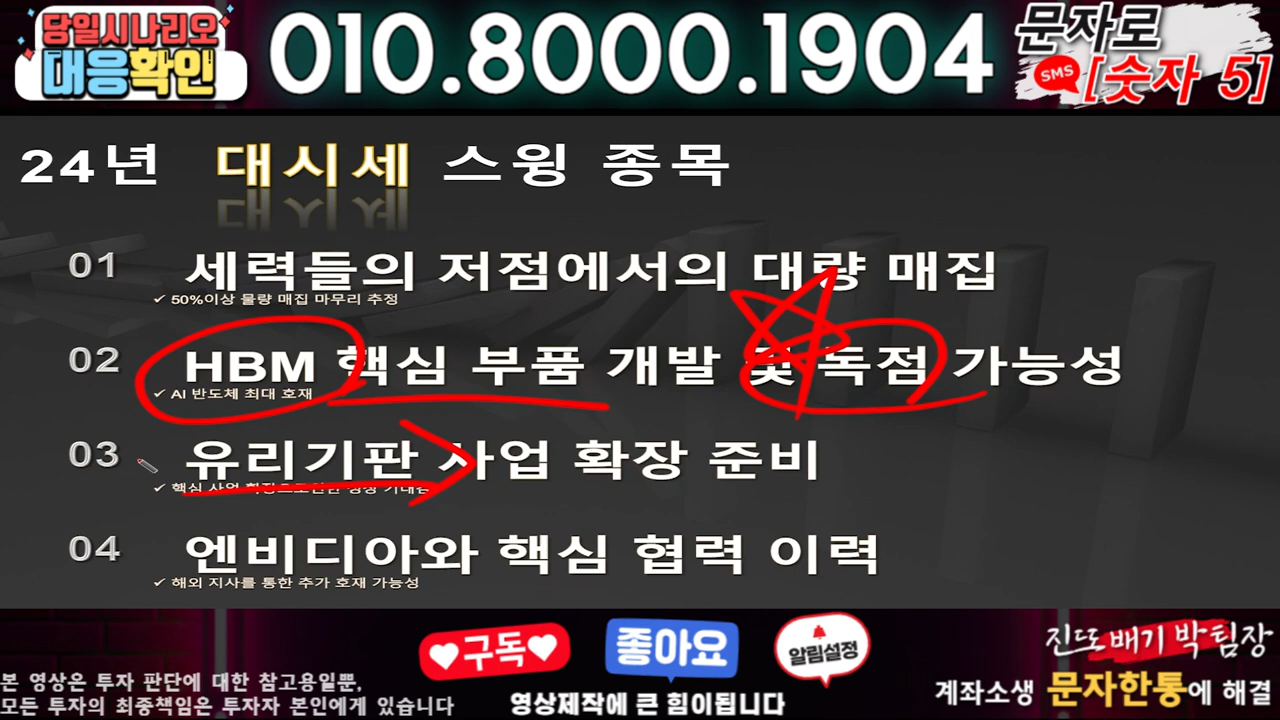 당일시나리오
대응확인
010.8000.1904
문자로
SMS [숫자 5]
24년 대시세 스윙 종목
01 세력들의 저점에서의 대량 매집
✓ 50%이상 물량 매집 마무리 추정
02 HBM 핵심 부품 개발 및 독점 가능성
✓ AI 반도체 최대 호재
03 유리기판 사업 확장 준비
✓ 핵심 사업
04 엔비디아와 핵심 협력 이력
✓ 해외 지사를 통한 추가 호재 가능성
구독
좋아요
알림설정
영상제작에 큰 힘이됩니다
본 영상은 투자 판단에 대한 참고용일뿐,
모든 투자의 최종책임은 투자자 본인에게 있습니다
진또배기 박팀장
계좌소생 문자한통에 해결